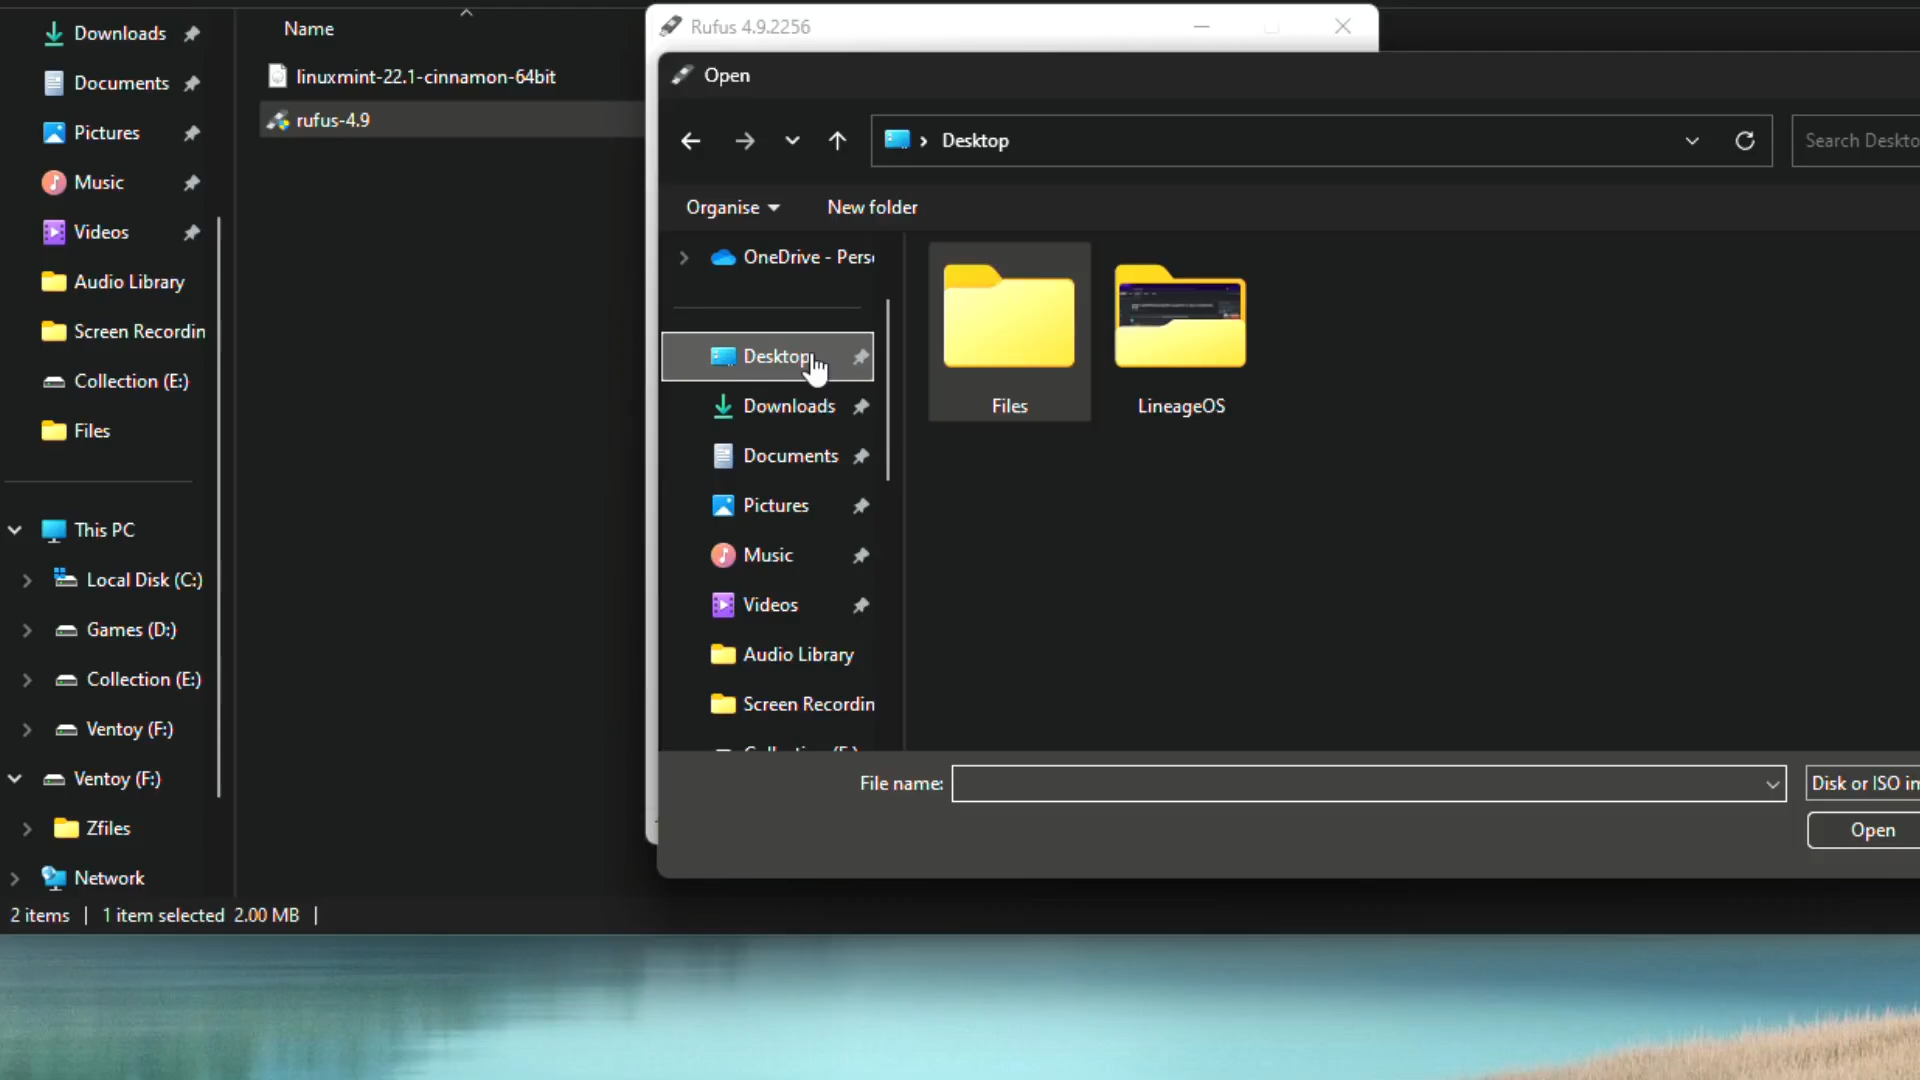 Downloads
Documents
Pictures
Music
Videos
Audio Library
Screen Recordin
Collection (E:)
Files
This PC
Local Disk (C:)
Games (D:)
Collection (E:)
Ventoy (F:)
Ventoy (F:)
Zfiles
Network
2 items | 1 item selected 2.00 MB |
Name
linuxmint-22.1-cinnamon-64bit
rufus-4.9
Rufus 4.9.2256
Open
Desktop
Search Deskto
Organise
New folder
OneDrive - Pers
Desktop
Downloads
Documents
Pictures
Music
Videos
Audio Library
Screen Recordin
Files
LineageOS
File name:
Disk or ISO im
Open